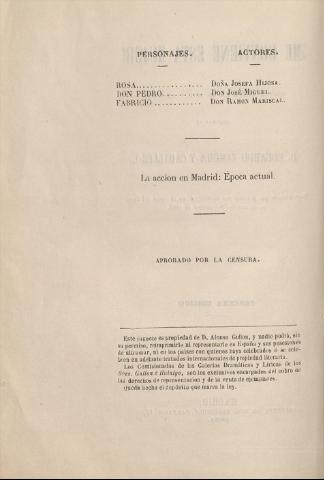 PERSONAJES. ACTORES.
ROSA................ DOÑA JOSEFA HIJOSA.
DON PEDRO.......... DON JOSÉ MIGUEL.
FABRICIO............ DON RAMON MARISCAL.
La accion en Madrid: Época actual.
APROBADO POR LA CENSURA.
Este juguete es propiedad de D. Alonso Gullon, y nadie podrá, sin
su permiso, reimprimirlo ni representarlo en España y sus posesiones
de ultramar, ni en los paises con quienes haya celebrados ó se cele-
bren en adelante tratados internacionales de propiedad literaria.
Los Comisionados de las Galerías Dramáticas y Líricas de los
Sres. Gullon é Hidalgo, son los exclusivos encargados del cobro de
los derechos de representacion y de la venta de ejemplares.
Queda hecho el depósito que marca la ley.